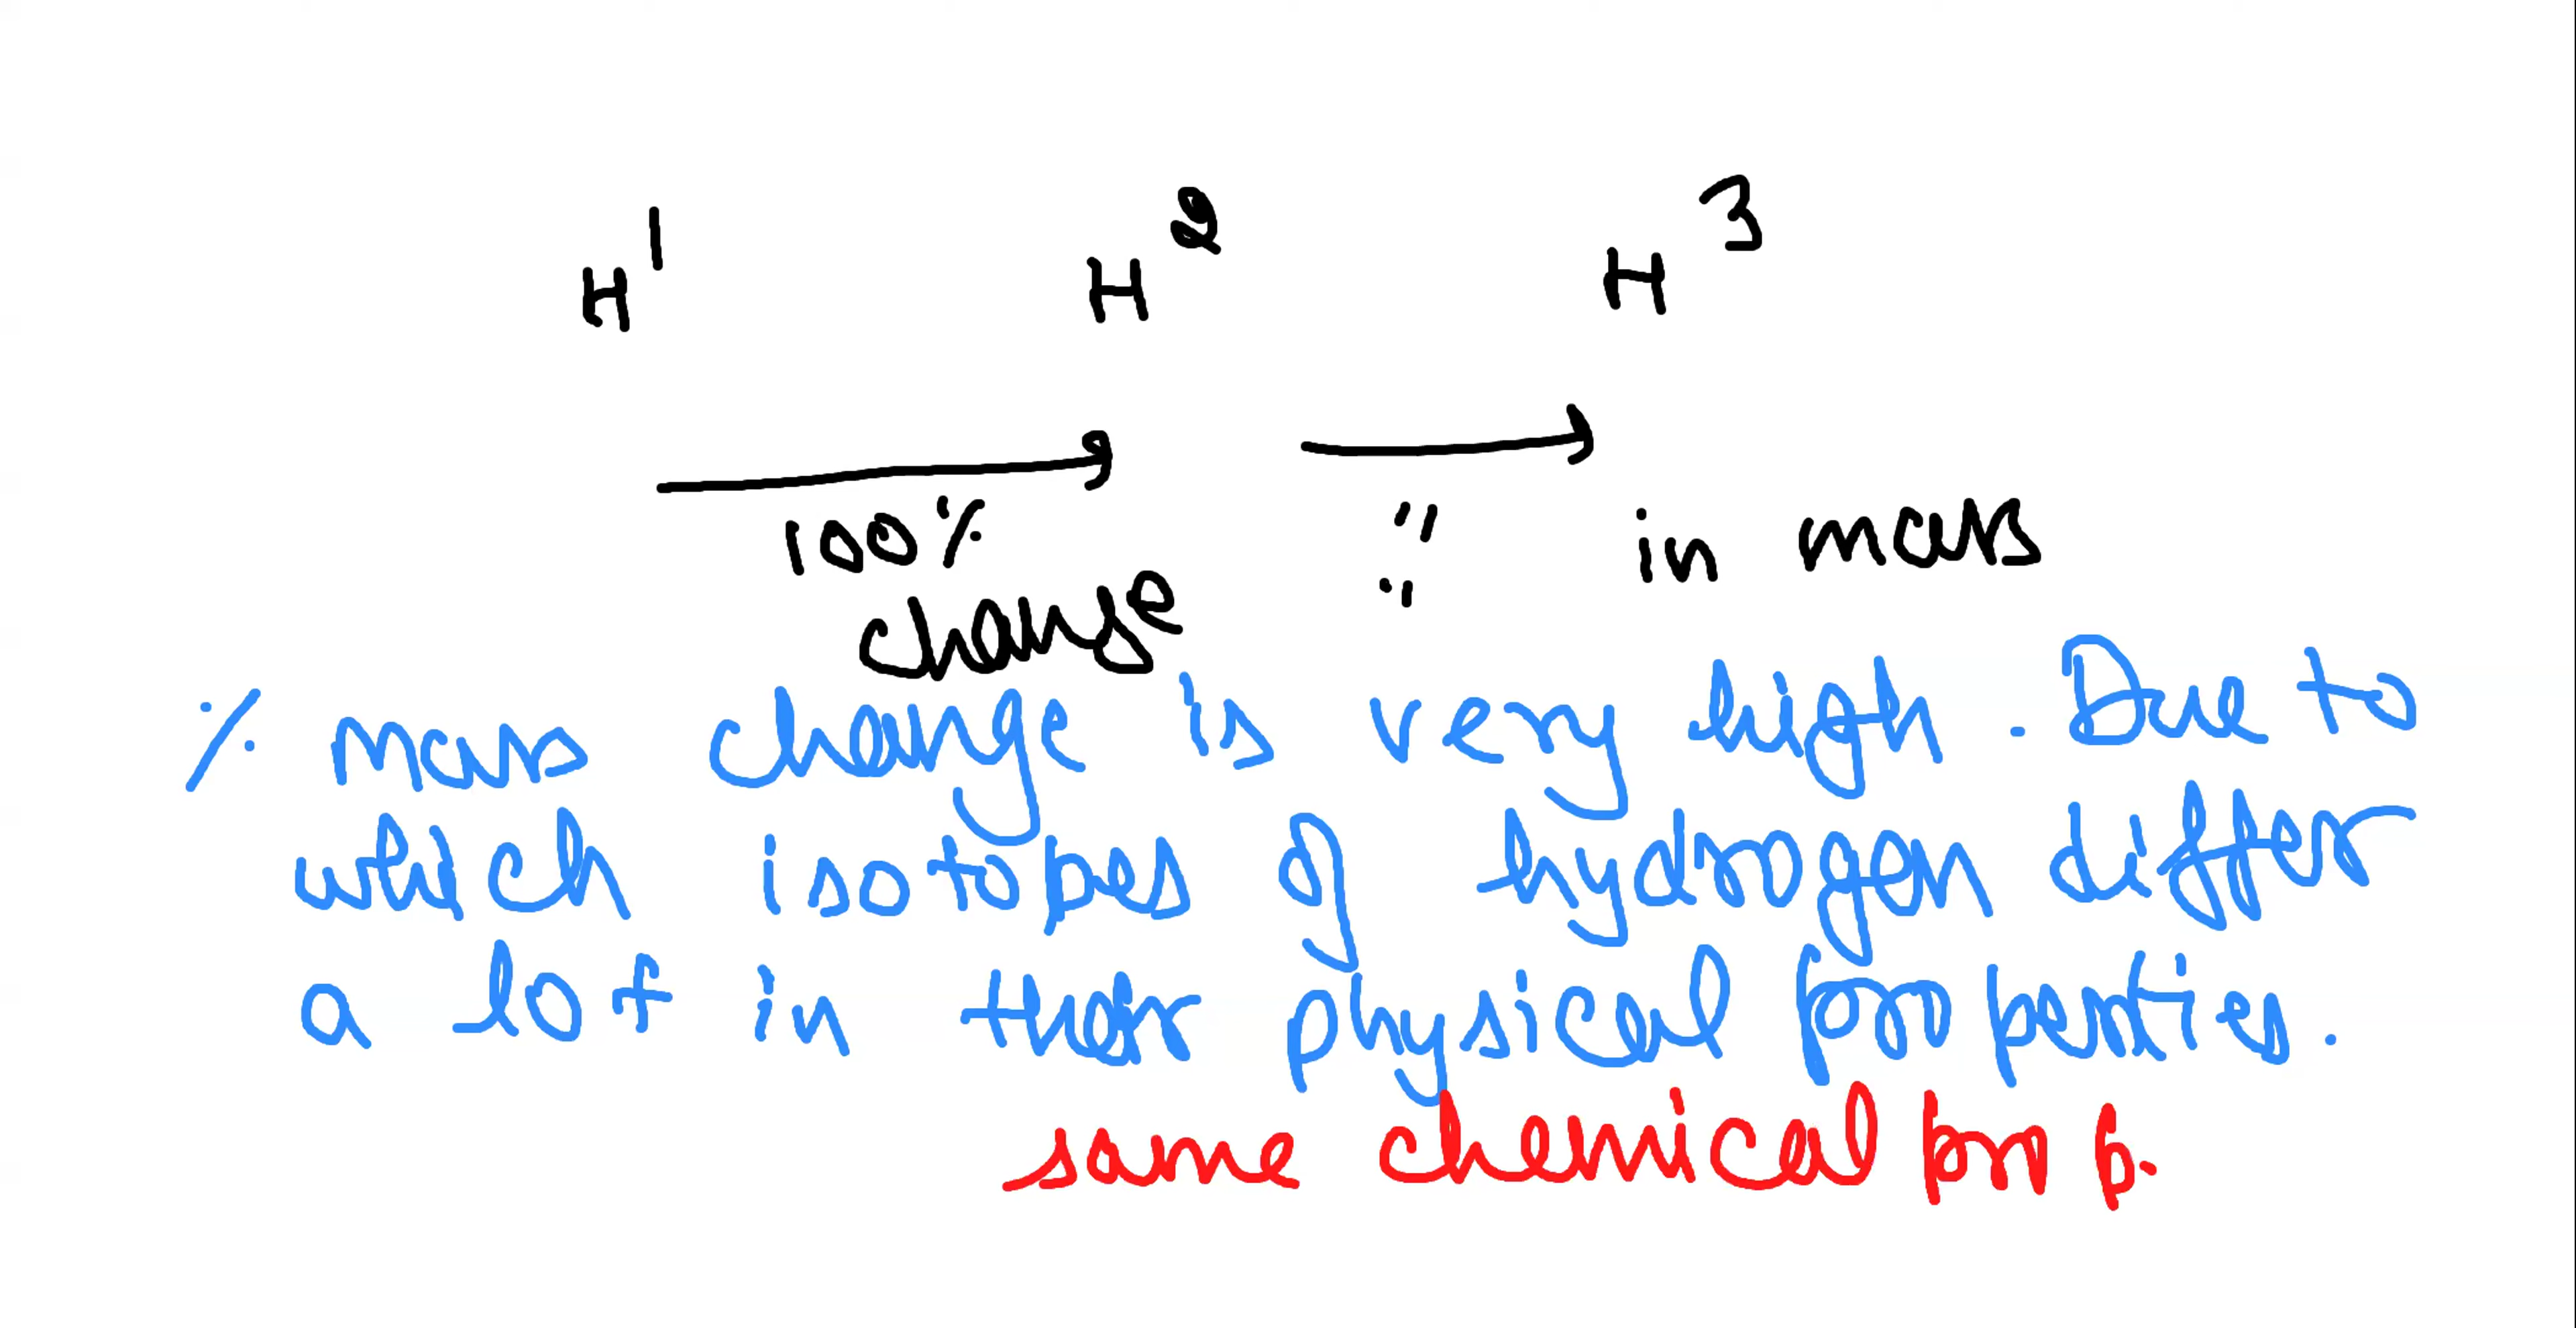 H¹ H² H³
100% " in mass
change "
% mass change is very high. Due to
which isotopes of hydrogen differ
a lot in their physical properties.
same chemical prop.